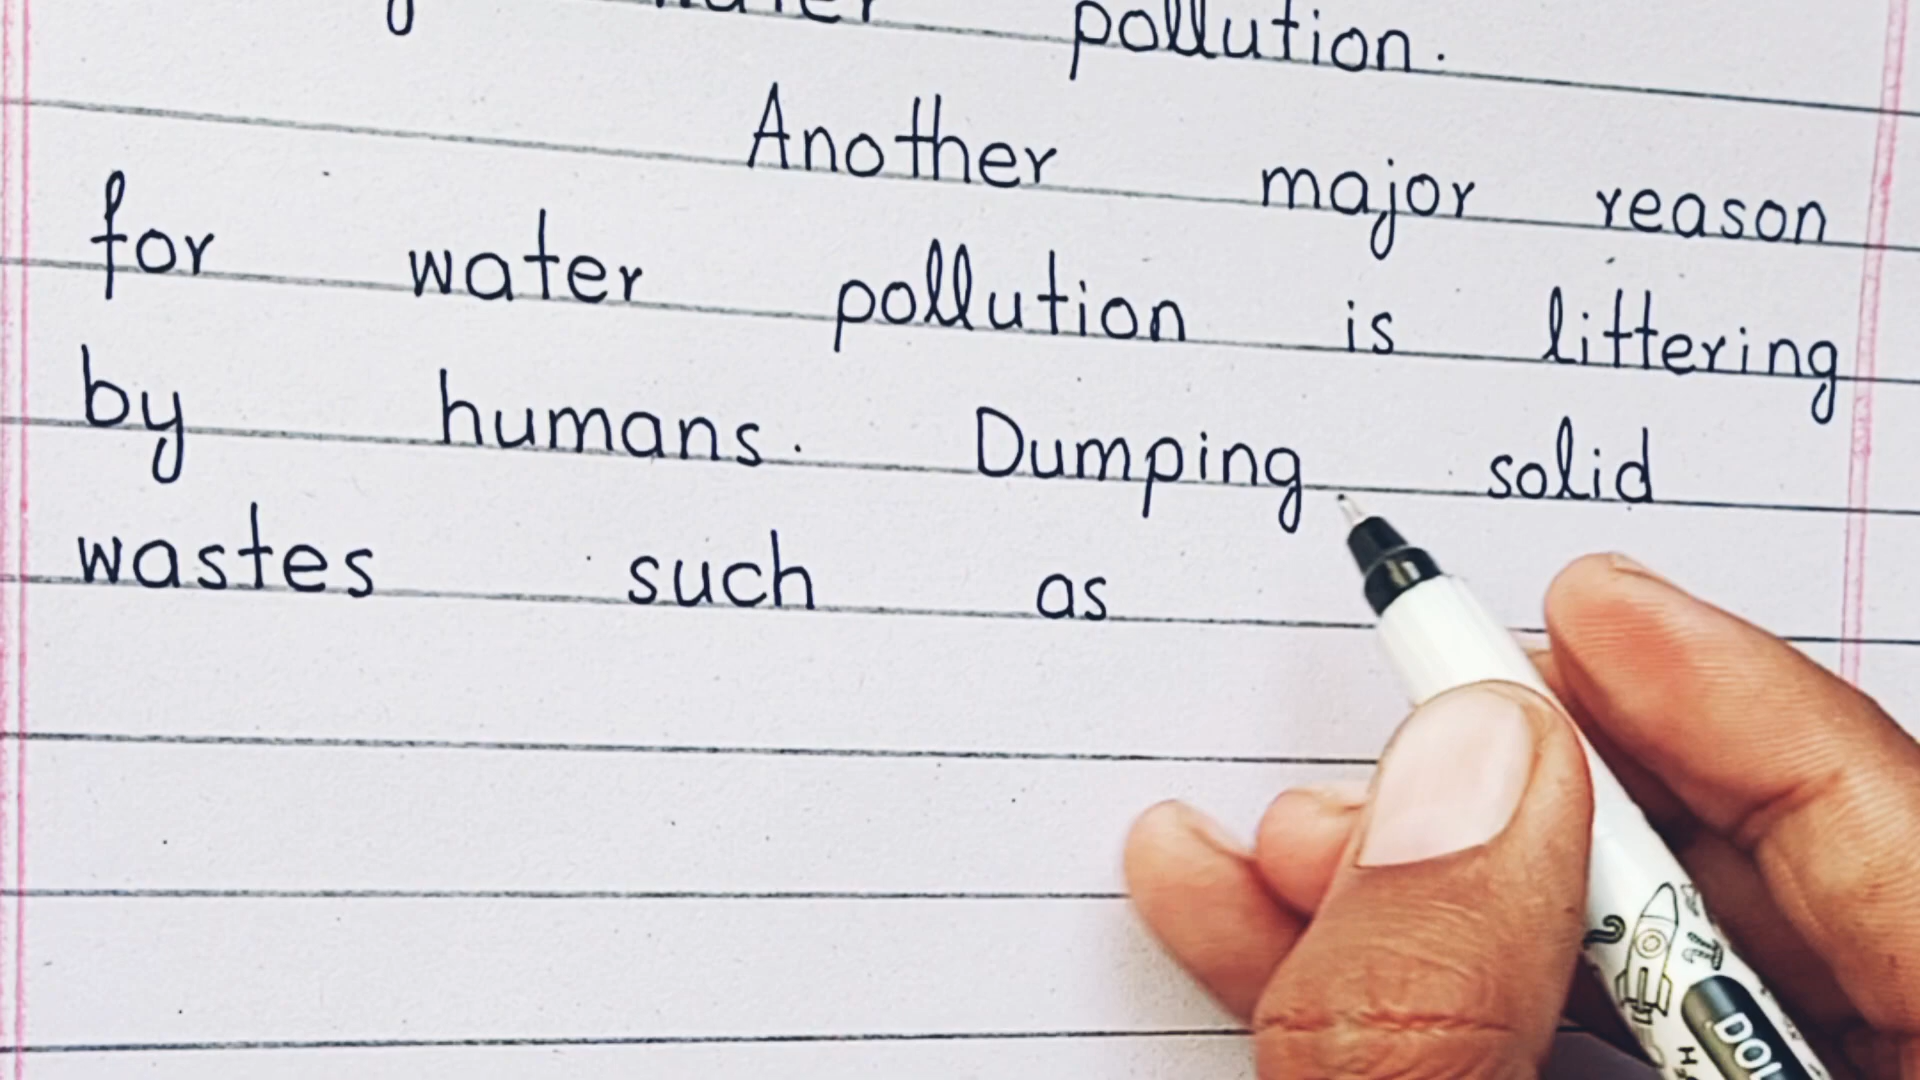 pollution.
Another major reason
for water pollution is littering
by humans. Dumping solid
wastes such as